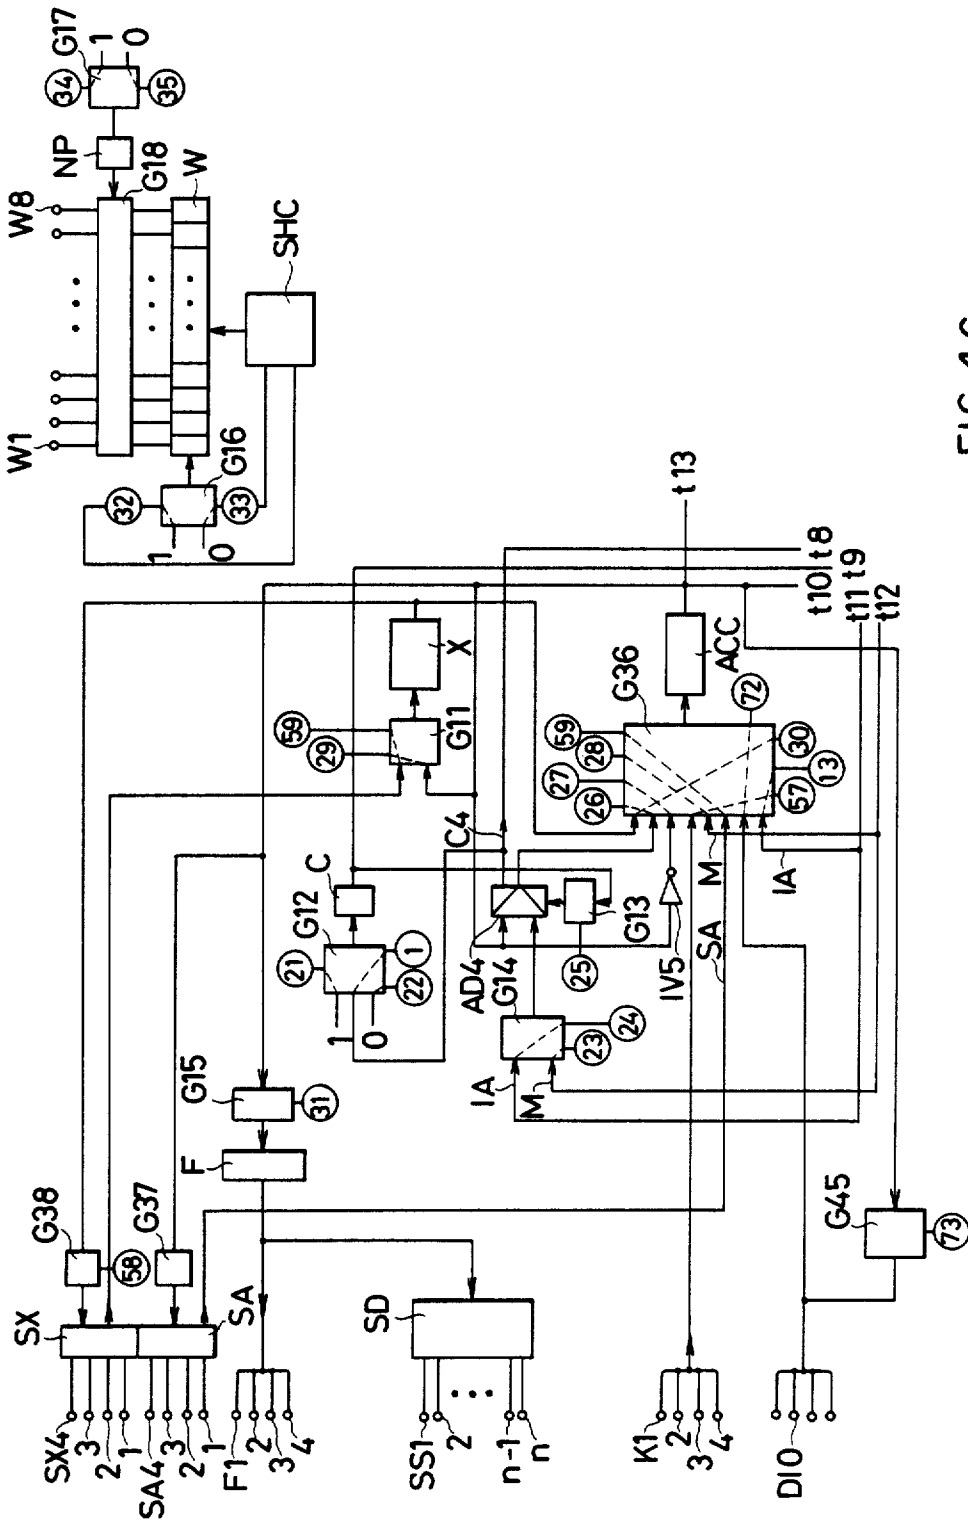 SX4
3
2
1
SA4
3
2
1
SX
SA
G38
58
G37
F1
2
3
4
F
G15
31
SS1
2
n-1
n
SD
K1
2
3
4
DIO
G45
73
21
G12
1
0
22
1
C
C4
AD4
G14
IA
M
23
24
25
G13
IV5
SA
M
IA
29
59
G11
X
26
27
28
59
G36
72
30
13
57
ACC
t13
t8
t9
t10
t11
t12
W1
W8
32
G16
1
0
33
SHC
W
G18
NP
34
G17
1
0
35